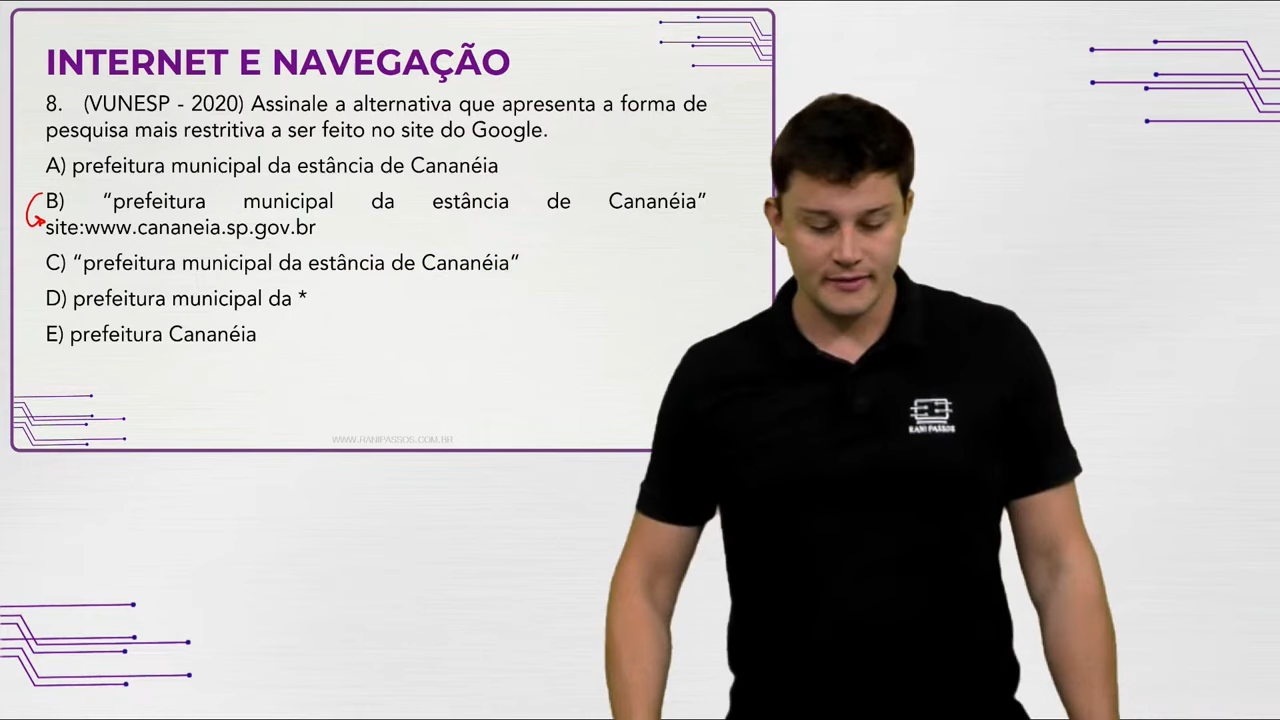 INTERNET E NAVEGAÇÃO
8. (VUNESP - 2020) Assinale a alternativa que apresenta a forma de
pesquisa mais restritiva a ser feito no site do Google.
A) prefeitura municipal da estância de Cananéia
B) “prefeitura municipal da estância de Cananéia”
site:www.cananeia.sp.gov.br
C) “prefeitura municipal da estância de Cananéia”
D) prefeitura municipal da *
E) prefeitura Cananéia
WWW.RANIPASSOS.COM.BR
RANI PASSOS